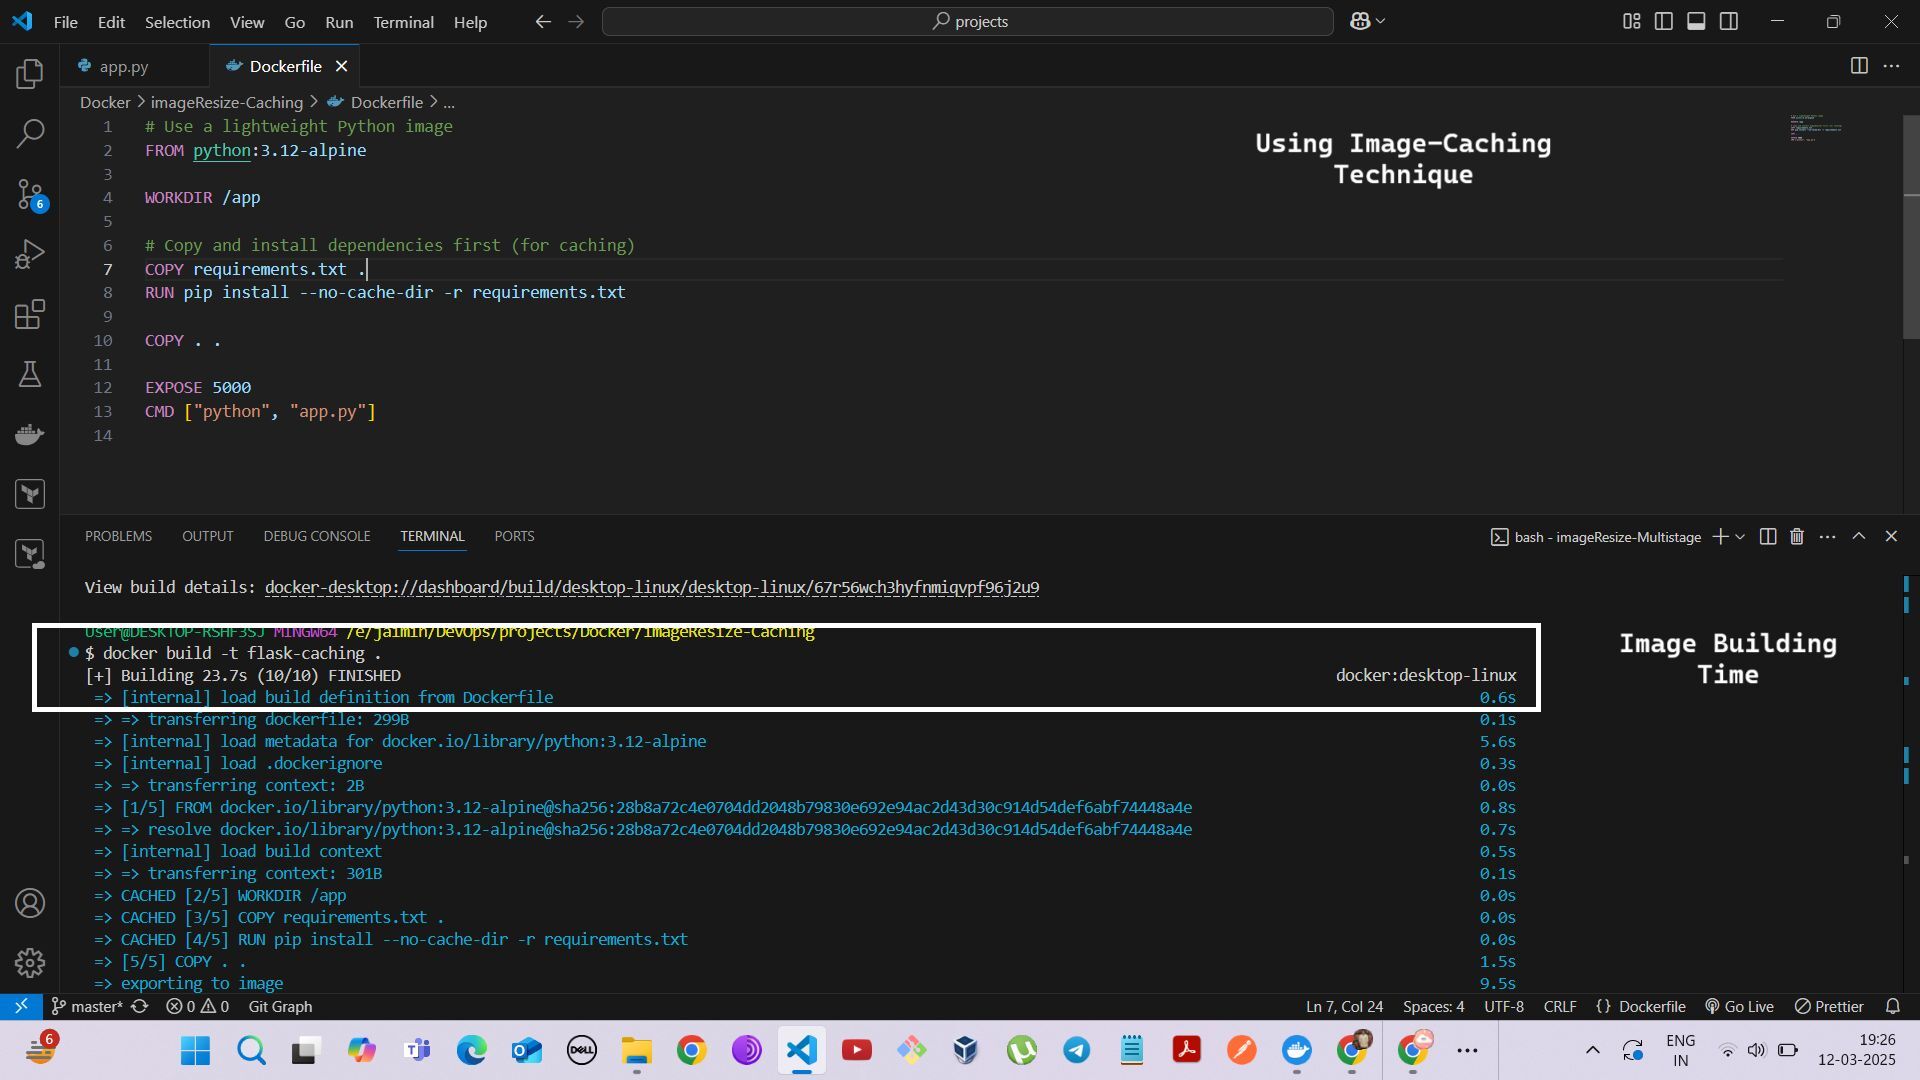 File Edit Selection View Go Run Terminal Help
projects
app.py
Dockerfile
Docker > imageResize-Caching > Dockerfile > ...
1 # Use a lightweight Python image
2 FROM python:3.12-alpine
3
4 WORKDIR /app
5
6 # Copy and install dependencies first (for caching)
7 COPY requirements.txt .
8 RUN pip install --no-cache-dir -r requirements.txt
9
10 COPY . .
11
12 EXPOSE 5000
13 CMD ["python", "app.py"]
14
Using Image-Caching
Technique
6
PROBLEMS OUTPUT DEBUG CONSOLE TERMINAL PORTS
bash - imageResize-Multistage
View build details: docker-desktop://dashboard/build/desktop-linux/desktop-linux/67r56wch3hyfnmiqvpf96j2u9
User@DESKTOP-RSHF3SJ MINGW64 /e/jaimin/DevOps/projects/Docker/imageResize-Caching
$ docker build -t flask-caching .
[+] Building 23.7s (10/10) FINISHED docker:desktop-linux
=> [internal] load build definition from Dockerfile 0.6s
=> => transferring dockerfile: 299B 0.1s
=> [internal] load metadata for docker.io/library/python:3.12-alpine 5.6s
=> [internal] load .dockerignore 0.3s
=> => transferring context: 2B 0.0s
=> [1/5] FROM docker.io/library/python:3.12-alpine@sha256:28b8a72c4e0704dd2048b79830e692e94ac2d43d30c914d54def6abf74448a4e 0.8s
=> => resolve docker.io/library/python:3.12-alpine@sha256:28b8a72c4e0704dd2048b79830e692e94ac2d43d30c914d54def6abf74448a4e 0.7s
=> [internal] load build context 0.5s
=> => transferring context: 301B 0.1s
=> CACHED [2/5] WORKDIR /app 0.0s
=> CACHED [3/5] COPY requirements.txt . 0.0s
=> CACHED [4/5] RUN pip install --no-cache-dir -r requirements.txt 0.0s
=> [5/5] COPY . . 1.5s
=> exporting to image 9.5s
Image Building
Time
master* 0 0 Git Graph
Ln 7, Col 24 Spaces: 4 UTF-8 CRLF {} Dockerfile Go Live Prettier
6
DELL
ENG
IN
19:26
12-03-2025